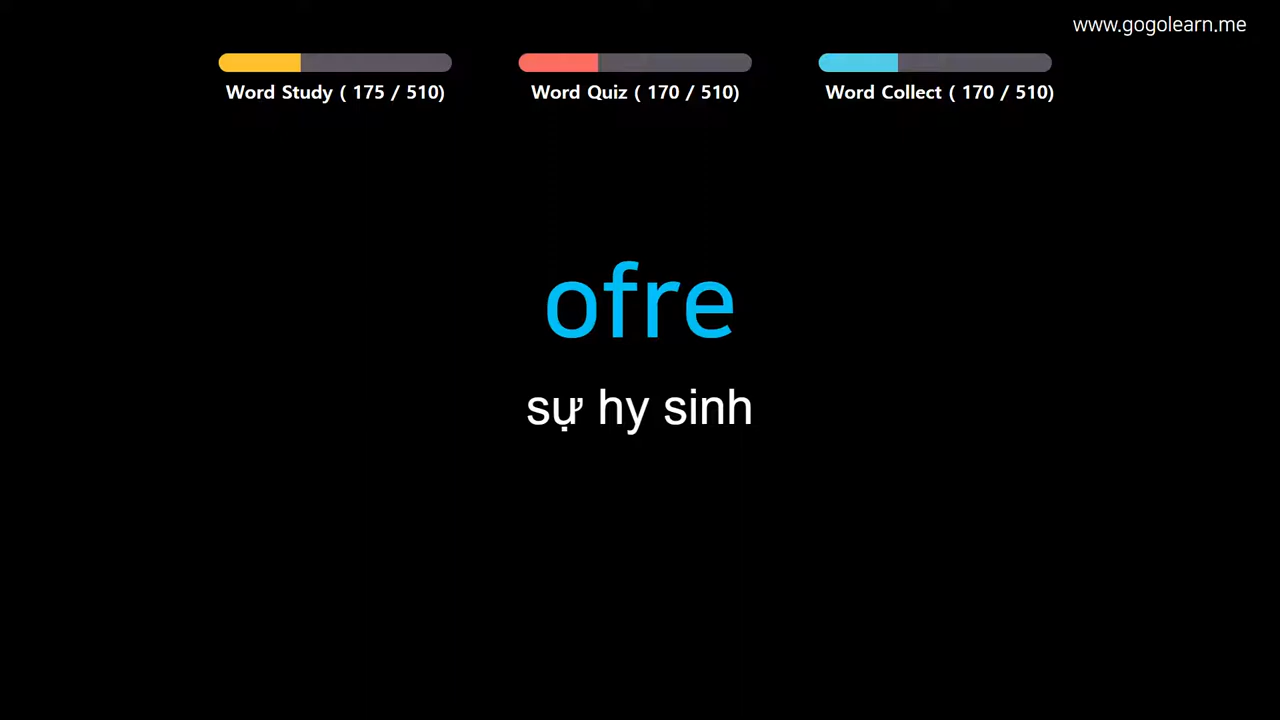 www.gogolearn.me
Word Study ( 175 / 510)
Word Quiz ( 170 / 510)
Word Collect ( 170 / 510)
ofre
sự hy sinh